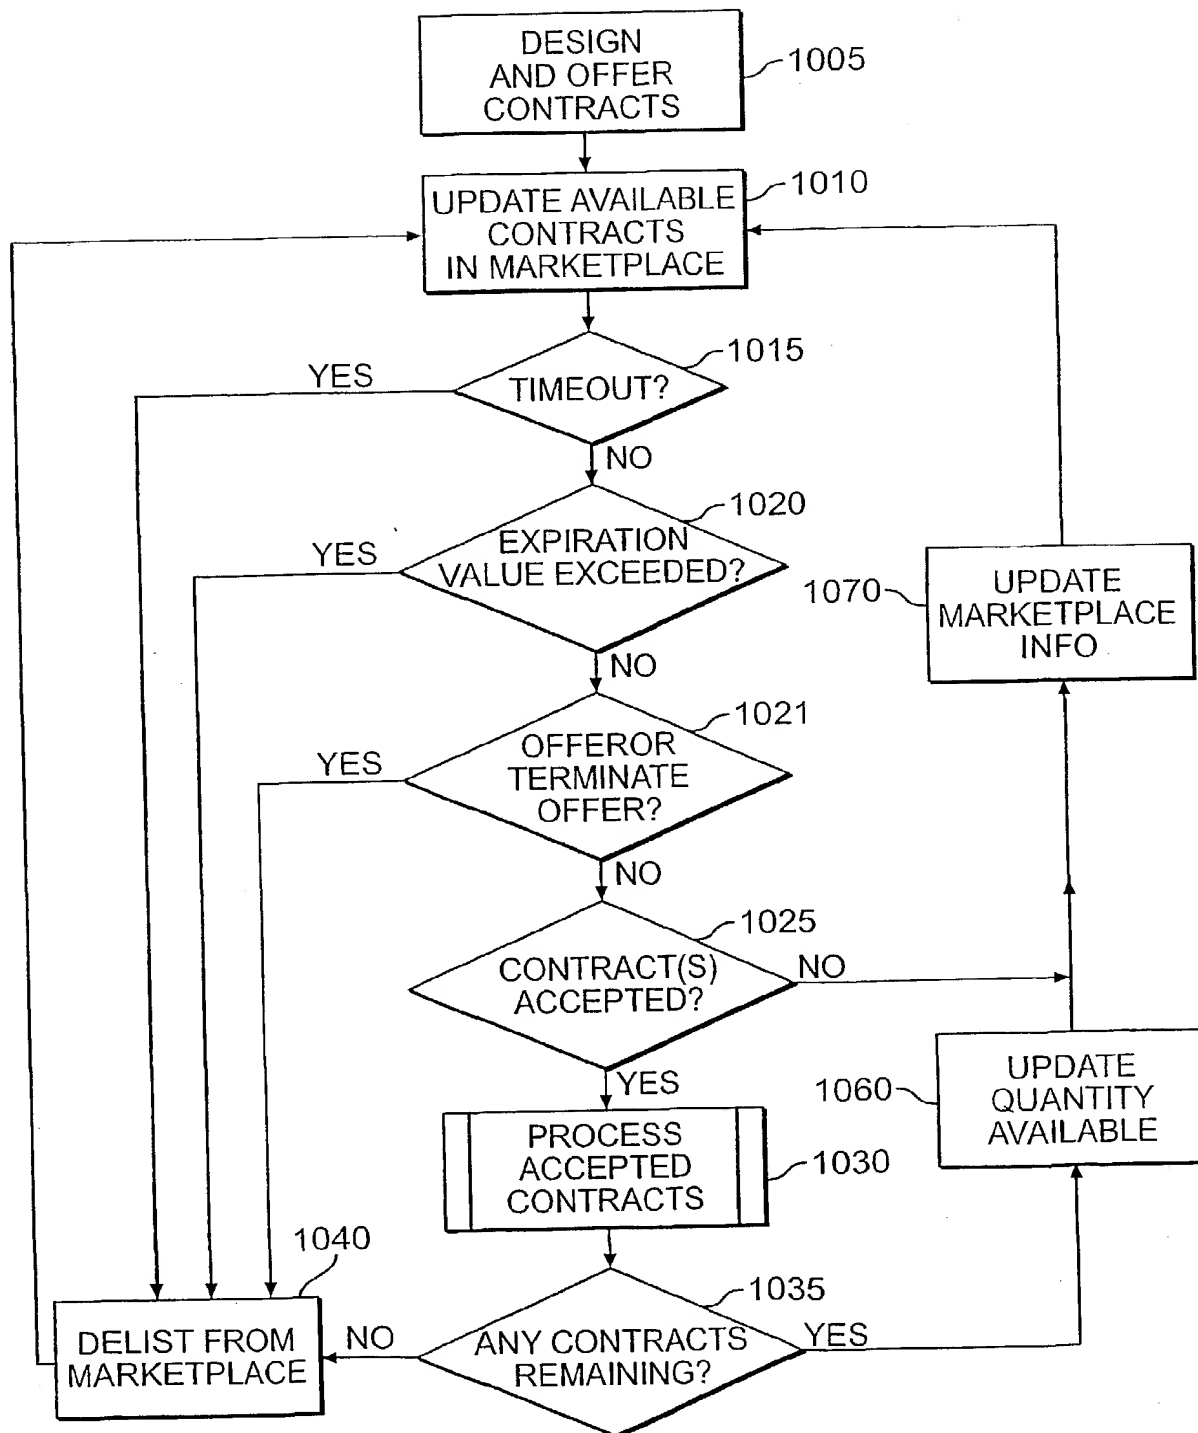 DESIGN
AND OFFER
CONTRACTS
1005
UPDATE AVAILABLE
CONTRACTS
IN MARKETPLACE
1010
TIMEOUT?
1015
YES
NO
EXPIRATION
VALUE EXCEEDED?
1020
YES
NO
UPDATE
MARKETPLACE
INFO
1070
OFFEROR
TERMINATE
OFFER?
1021
YES
NO
CONTRACT(S)
ACCEPTED?
1025
NO
YES
UPDATE
QUANTITY
AVAILABLE
1060
PROCESS
ACCEPTED
CONTRACTS
1030
1040
DELIST FROM
MARKETPLACE
NO
ANY CONTRACTS
REMAINING?
1035
YES